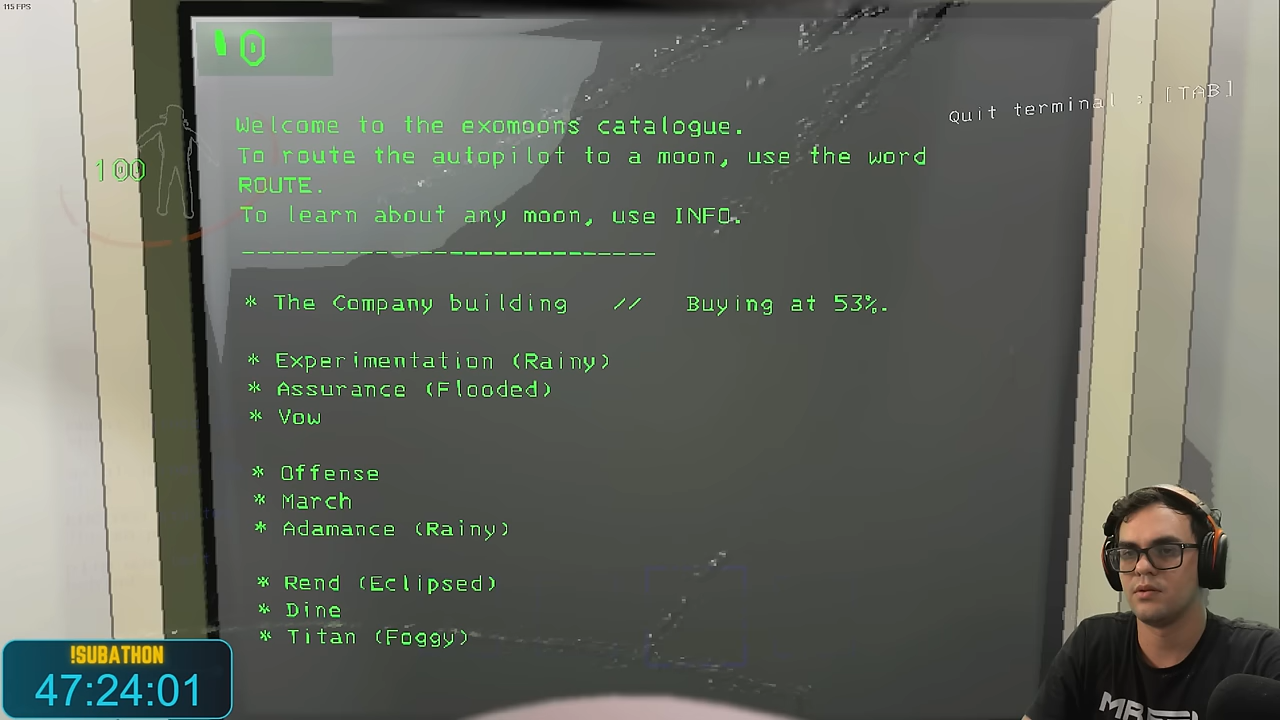 115 FPS
0
Quit terminal : [TAB]
100
Welcome to the exomoons catalogue.
To route the autopilot to a moon, use the word
ROUTE.
To learn about any moon, use INFO.
----------------------------
* The Company building // Buying at 53%.
* Experimentation (Rainy)
* Assurance (Flooded)
* Vow
* Offense
* March
* Adamance (Rainy)
* Rend (Eclipsed)
* Dine
* Titan (Foggy)
!SUBATHON
47:24:01